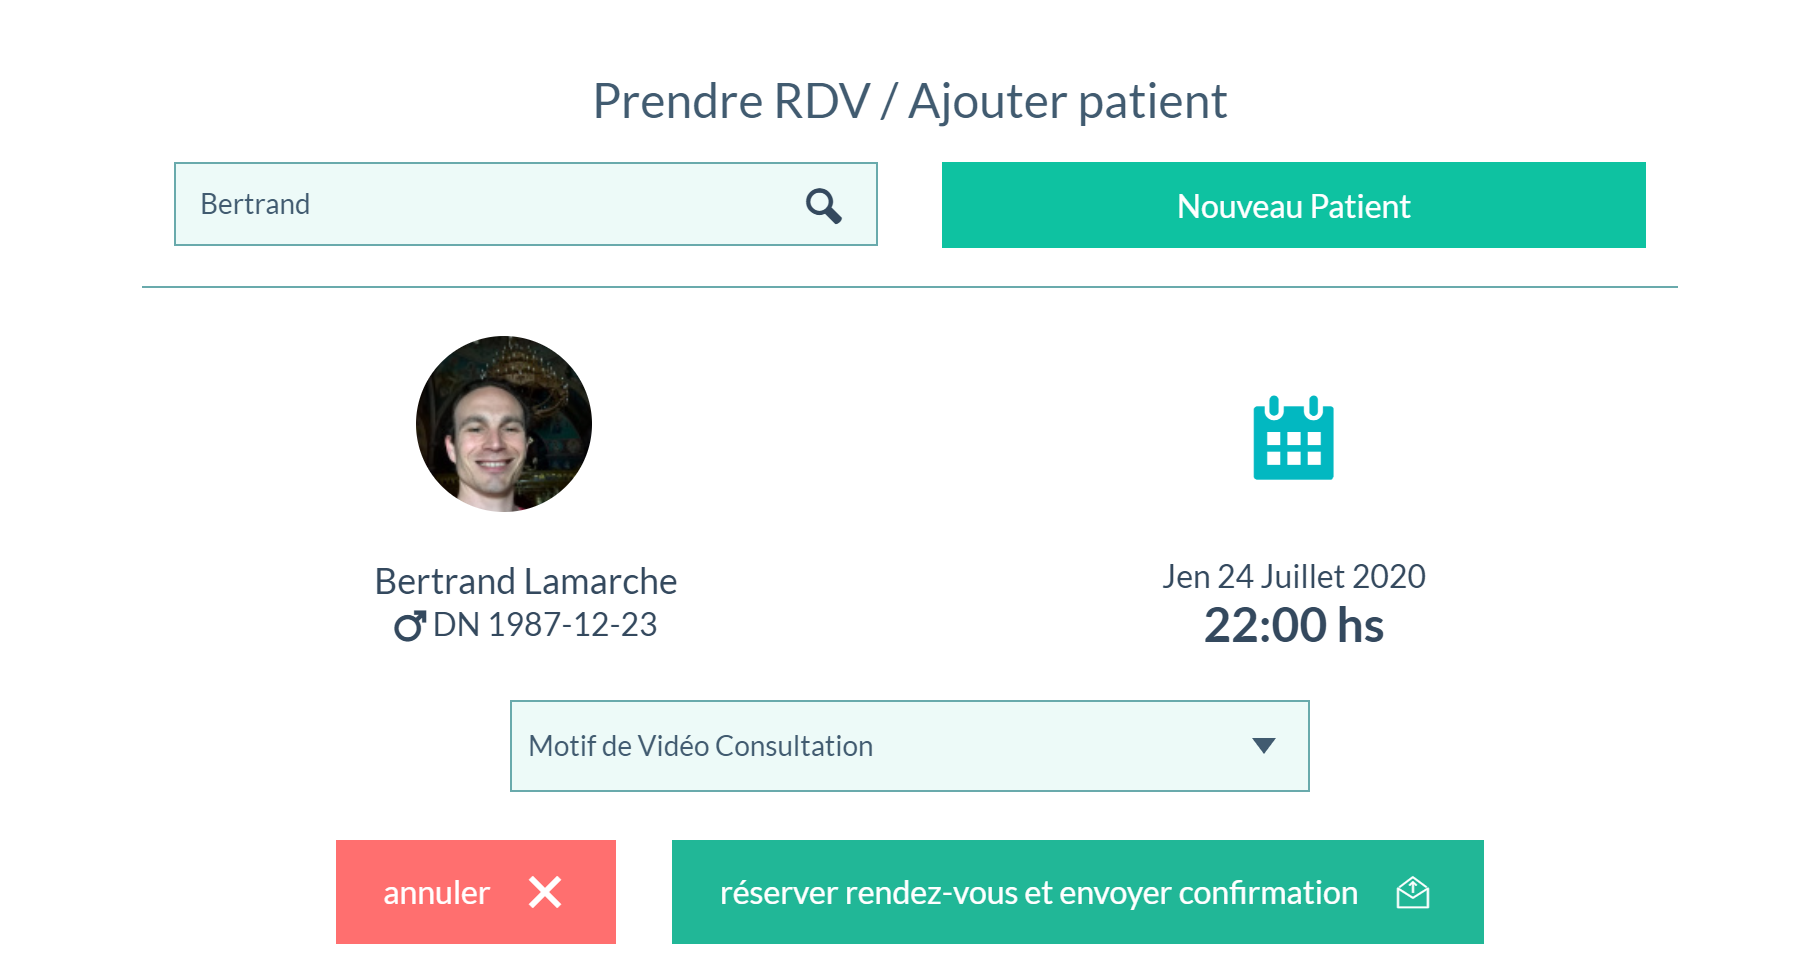 Prendre RDV / Ajouter patient
Bertrand
Nouveau Patient
Bertrand Lamarche
DN 1987-12-23
Jen 24 Juillet 2020
22:00 hs
Motif de Vidéo Consultation
annuler
réserver rendez-vous et envoyer confirmation